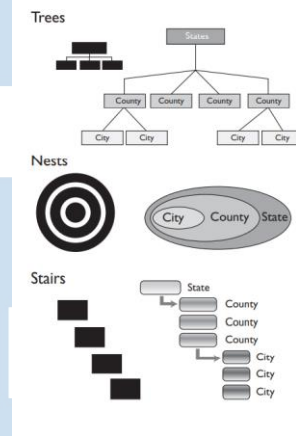 Trees
States
County County County County
City City City City
Nests
City County State
Stairs
State
County
County
County
City
City
City